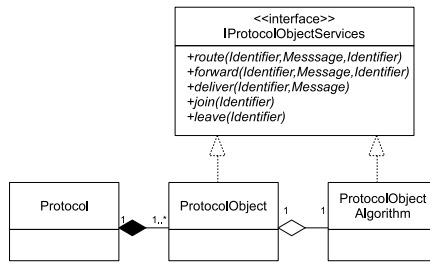 <<interface>>
IProtocolObjectServices
+route(Identifier,Messsage,Identifier)
+forward(Identifier,Message,Identifier)
+deliver(Identifier,Message)
+join(Identifier)
+leave(Identifier)
Protocol
1
1..*
ProtocolObject
1
1
ProtocolObject
Algorithm